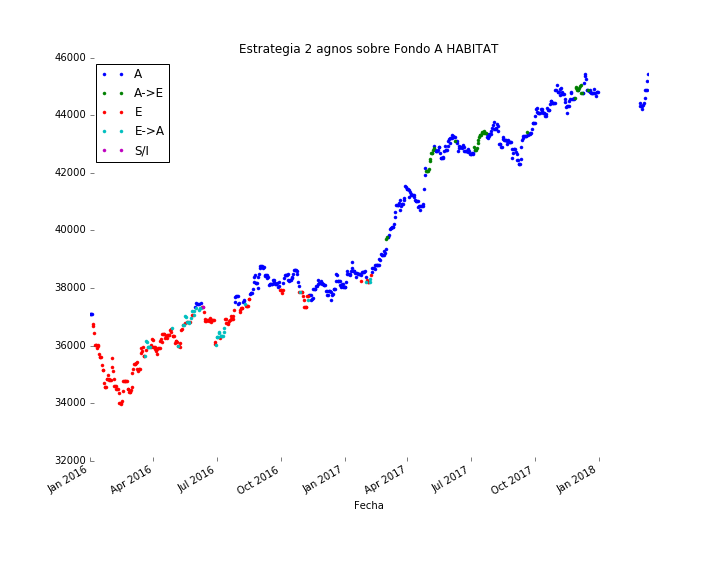 Estrategia 2 agnos sobre Fondo A HABITAT
46000
44000
42000
40000
38000
36000
34000
32000
A
A->E
E
E->A
S/I
Jan 2016
Apr 2016
Jul 2016
Oct 2016
Jan 2017
Apr 2017
Jul 2017
Oct 2017
Jan 2018
Fecha